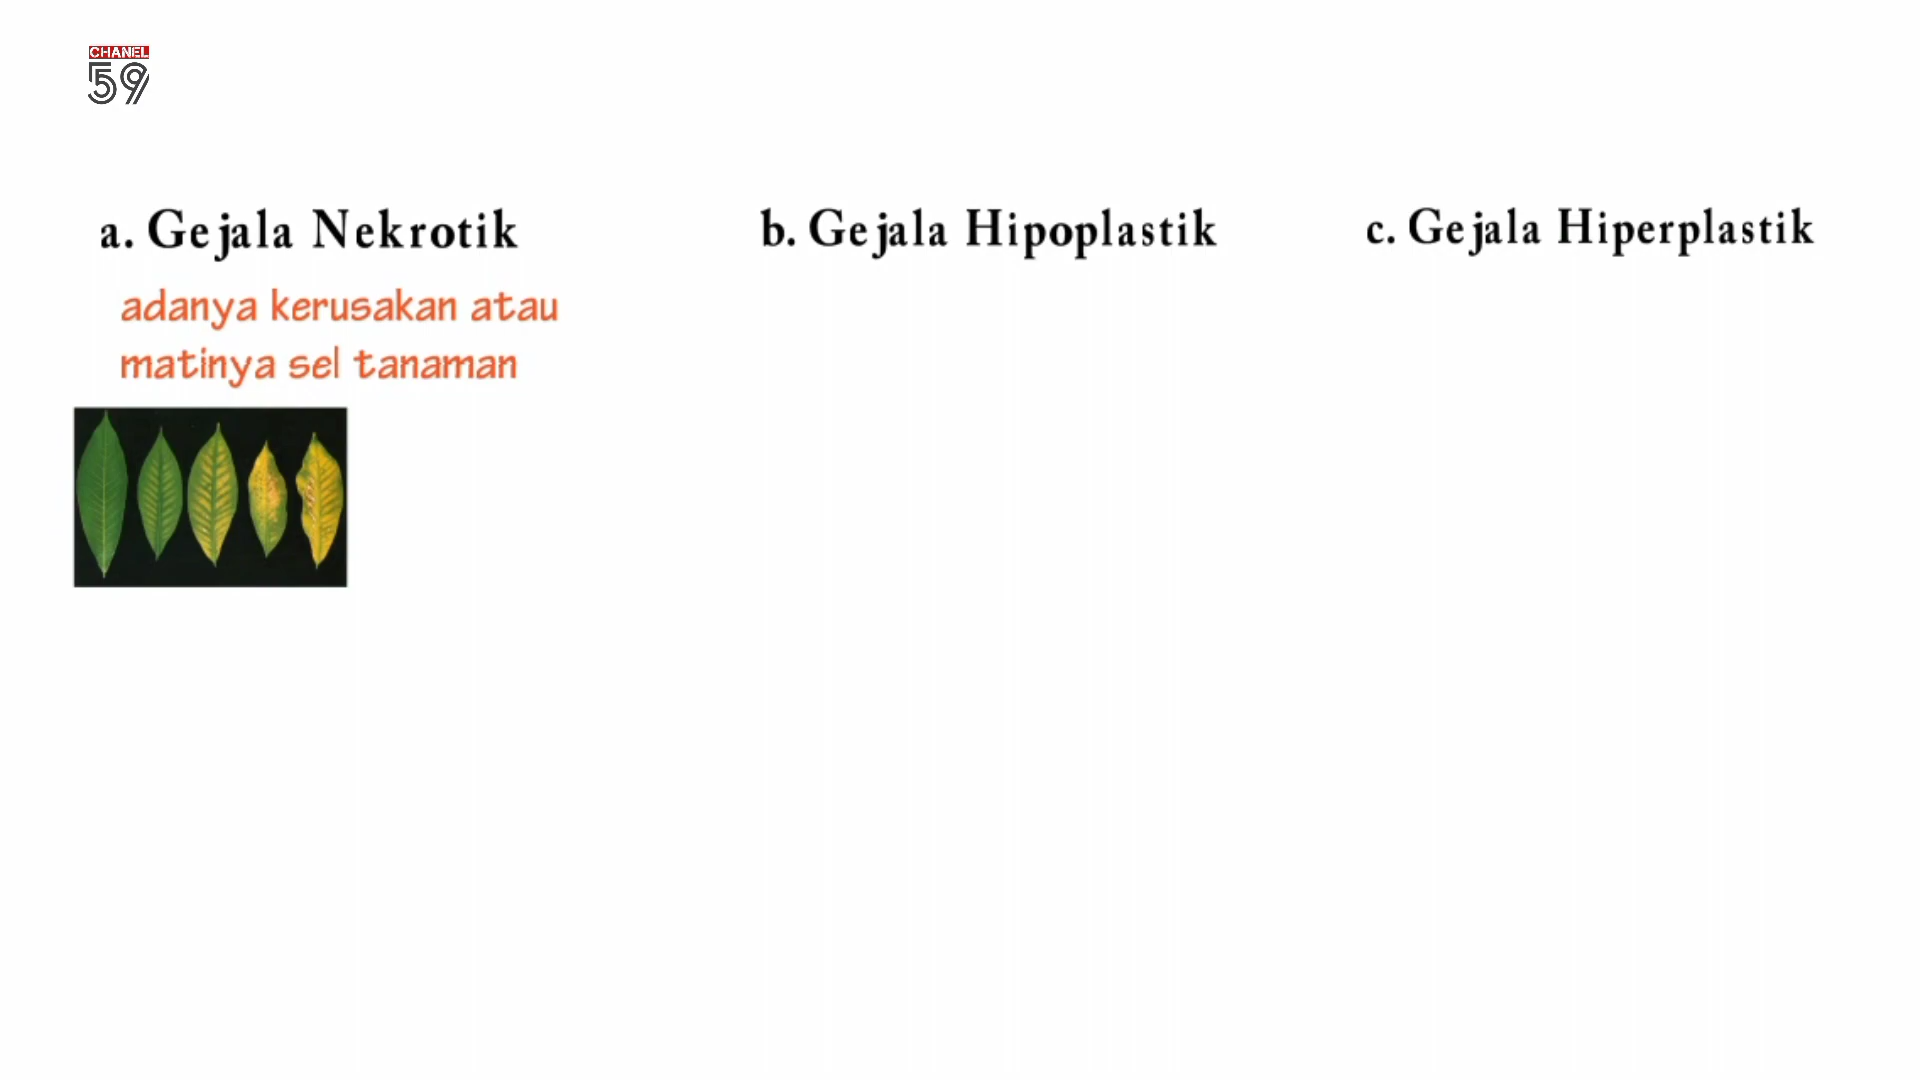 CHANEL
59
a. Gejala Nekrotik
adanya kerusakan atau
matinya sel tanaman
b. Gejala Hipoplastik
c. Gejala Hiperplastik